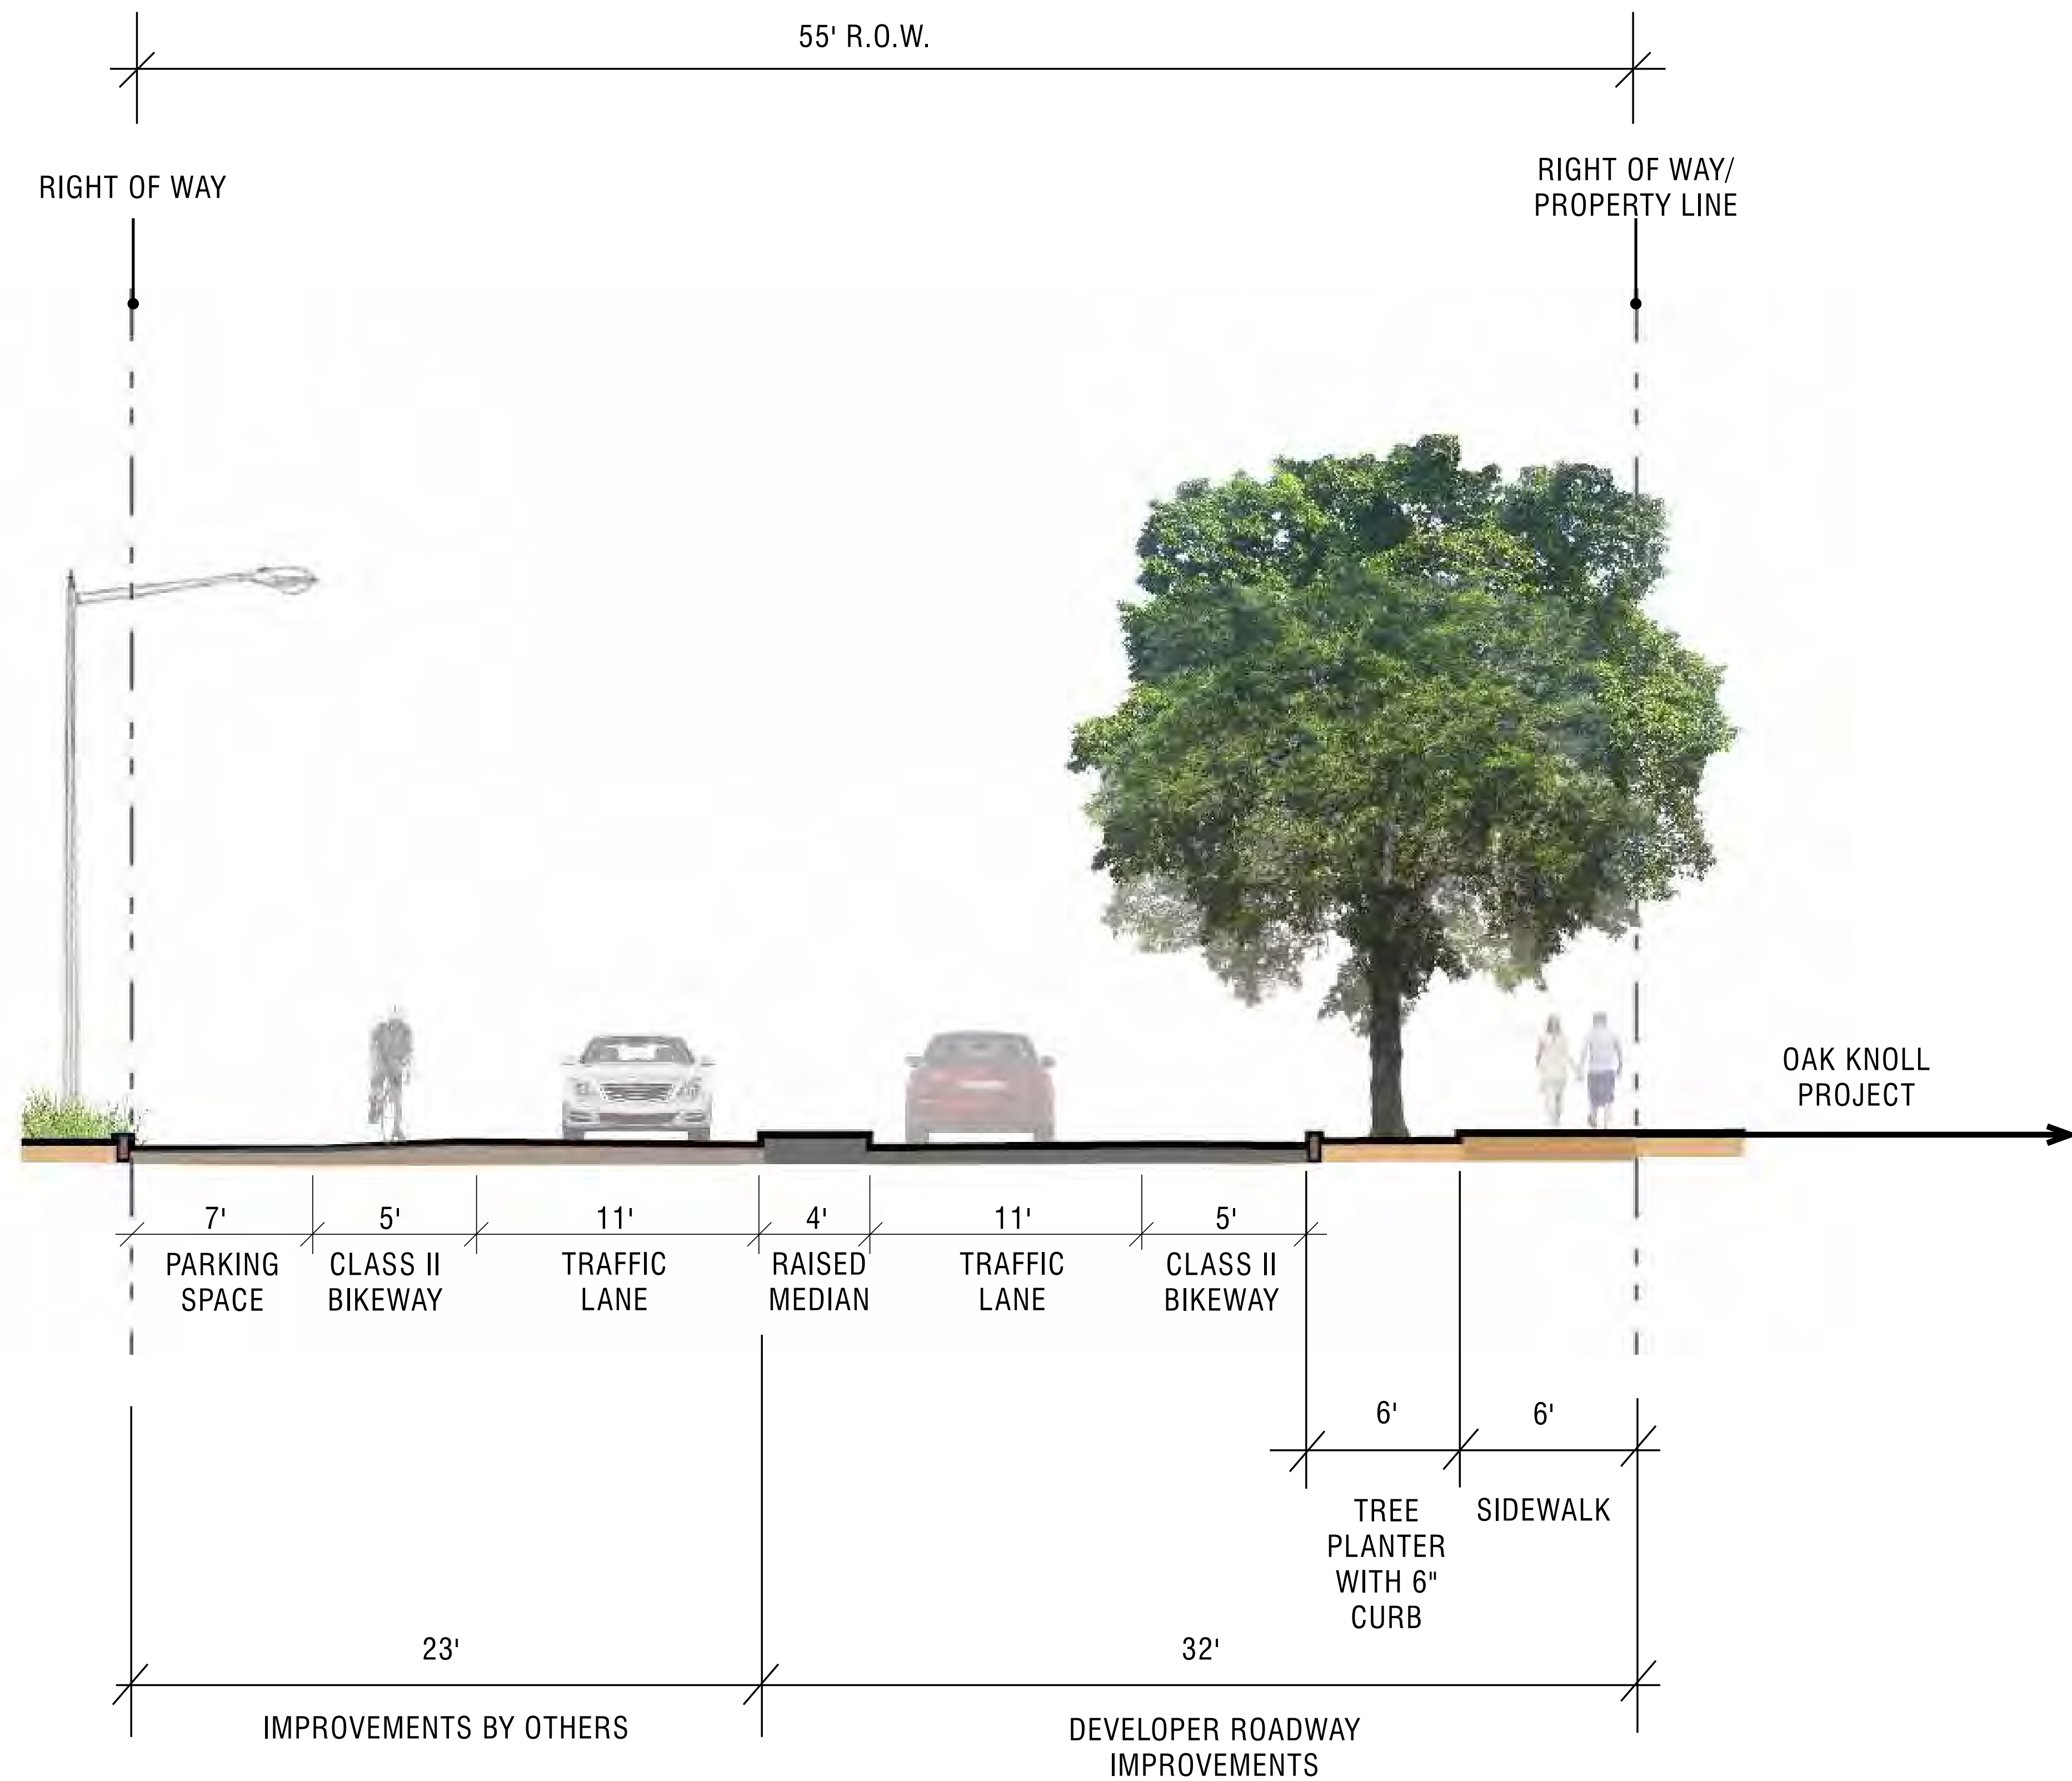 55' R.O.W.
RIGHT OF WAY
RIGHT OF WAY/
PROPERTY LINE
OAK KNOLL
PROJECT
7'
PARKING
SPACE
5'
CLASS II
BIKEWAY
11'
TRAFFIC
LANE
4'
RAISED
MEDIAN
11'
TRAFFIC
LANE
5'
CLASS II
BIKEWAY
6'
TREE
PLANTER
WITH 6"
CURB
6'
SIDEWALK
23'
IMPROVEMENTS BY OTHERS
32'
DEVELOPER ROADWAY
IMPROVEMENTS